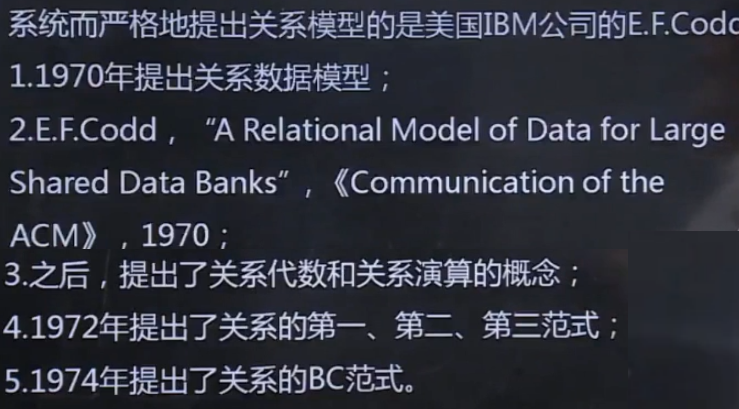 系统而严格地提出关系模型的是美国IBM公司的E.F.Codd
1.1970年提出关系数据模型；
2.E.F.Codd，“A Relational Model of Data for Large
Shared Data Banks”，《Communication of the
ACM》，1970；
3.之后，提出了关系代数和关系演算的概念；
4.1972年提出了关系的第一、第二、第三范式；
5.1974年提出了关系的BC范式。